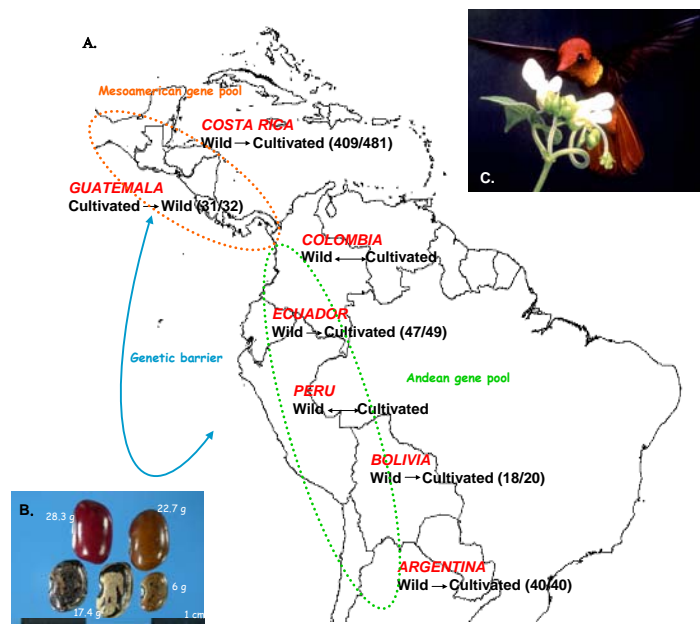 A.
Mesoamerican gene pool
COSTA RICA
Wild → Cultivated (409/481)
C.
GUATEMALA
Cultivated → Wild (31/32)
COLOMBIA
Wild ↔ Cultivated
ECUADOR
Wild → Cultivated (47/49)
Genetic barrier
Andean gene pool
PERU
Wild ↔ Cultivated
BOLIVIA
Wild → Cultivated (18/20)
B.
28.3 g
22.7 g
6 g
17.4 g
1 cm
ARGENTINA
Wild → Cultivated (40/40)